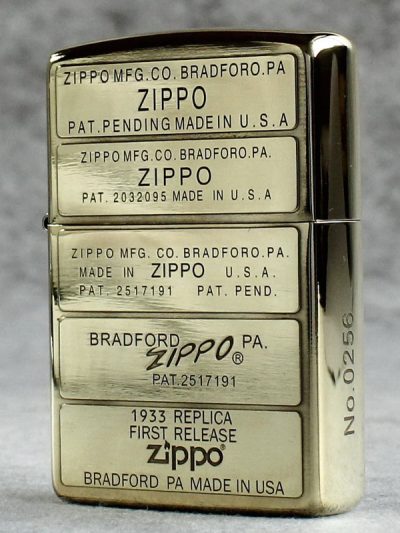 ZIPPO MFG.CO. BRADFORO.PA
ZIPPO
PAT.PENDING MADE IN U.S.A
ZIPPO MFG.CO. BRADFORO.PA.
ZIPPO
PAT. 2032095 MADE IN U.S.A
ZIPPO MFG. CO. BRADFORO.PA.
MADE IN ZIPPO U.S.A.
PAT. 2517191 PAT. PEND.
BRADFORD ZIPPO® PA.
PAT.2517191
1933 REPLICA
FIRST RELEASE
zippo®
BRADFORD PA MADE IN USA
No.0256